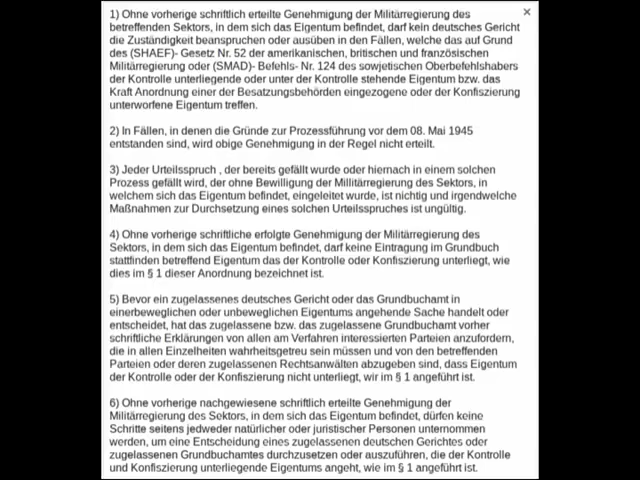 1) Ohne vorherige schriftlich erteilte Genehmigung der Militärregierung des
betreffenden Sektors, in dem sich das Eigentum befindet, darf kein deutsches Gericht
die Zuständigkeit beanspruchen oder ausüben in den Fällen, welche das auf Grund
des (SHAEF)- Gesetz Nr. 52 der amerikanischen, britischen und französischen
Militärregierung oder (SMAD)- Befehls- Nr. 124 des sowjetischen Oberbefehlshabers
der Kontrolle unterliegende oder unter der Kontrolle stehende Eigentum bzw. das
Kraft Anordnung einer der Besatzungsbehörden eingezogene oder der Konfiszierung
unterworfene Eigentum treffen.
2) In Fällen, in denen die Gründe zur Prozessführung vor dem 08. Mai 1945
entstanden sind, wird obige Genehmigung in der Regel nicht erteilt.
3) Jeder Urteilsspruch , der bereits gefällt wurde oder hiernach in einem solchen
Prozess gefällt wird, der ohne Bewilligung der Millitärregierung des Sektors, in
welchem sich das Eigentum befindet, eingeleitet wurde, ist nichtig und irgendwelche
Maßnahmen zur Durchsetzung eines solchen Urteilsspruches ist ungültig.
4) Ohne vorherige schriftliche erfolgte Genehmigung der Militärregierung des
Sektors, in dem sich das Eigentum befindet, darf keine Eintragung im Grundbuch
stattfinden betreffend Eigentum das der Kontrolle oder Konfiszierung unterliegt, wie
dies im § 1 dieser Anordnung bezeichnet ist.
5) Bevor ein zugelassenes deutsches Gericht oder das Grundbuchamt in
einerbeweglichen oder unbeweglichen Eigentums angehende Sache handelt oder
entscheidet, hat das zugelassene bzw. das zugelassene Grundbuchamt vorher
schriftliche Erklärungen von allen am Verfahren interessierten Parteien anzufordern,
die in allen Einzelheiten wahrheitsgetreu sein müssen und von den betreffenden
Parteien oder deren zugelassenen Rechtsanwälten abzugeben sind, dass Eigentum
der Kontrolle oder der Konfiszierung nicht unterliegt, wir im § 1 angeführt ist.
6) Ohne vorherige nachgewiesene schriftlich erteilte Genehmigung der
Militärregierung des Sektors, in dem sich das Eigentum befindet, dürfen keine
Schritte seitens jedweder natürlicher oder juristischer Personen unternommen
werden, um eine Entscheidung eines zugelassenen deutschen Gerichtes oder
zugelassenen Grundbuchamtes durchzusetzen oder auszuführen, die der Kontrolle
und Konfiszierung unterliegende Eigentums angeht, wie im § 1 angeführt ist.